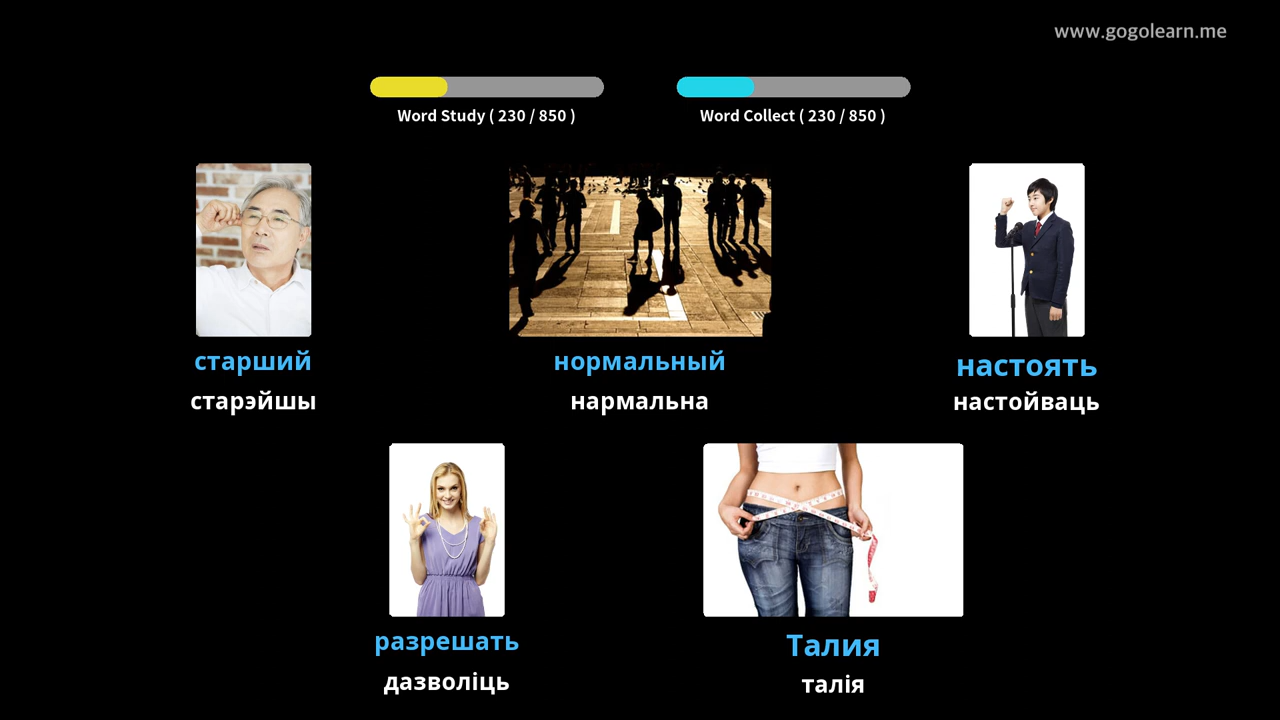 www.gogolearn.me
Word Study ( 230 / 850 )
Word Collect ( 230 / 850 )
старший
старэйшы
нормальный
нармальна
настоять
настойваць
разрешать
дазволіць
Талия
талія